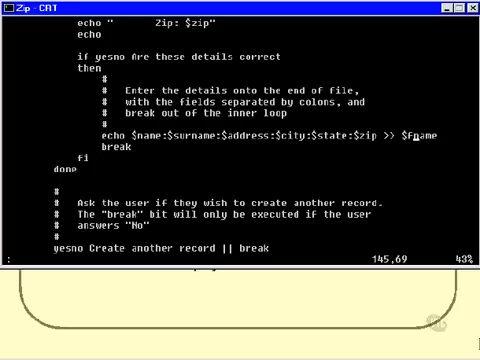 Zip - CAT
echo "        Zip: $zip"
echo
if yesno Are these details correct
then
#
#   Enter the details onto the end of file,
#   with the fields separated by colons, and
#   break out of the inner loop
#
echo $name:$surname:$address:$city:$state:$zip >> $fname
break
fi
done
#
#   Ask the user if they wish to create another record.
#   The "break" bit will only be executed if the user
#   answers "No"
#
yesno Create another record || break
:                    145,69        43%